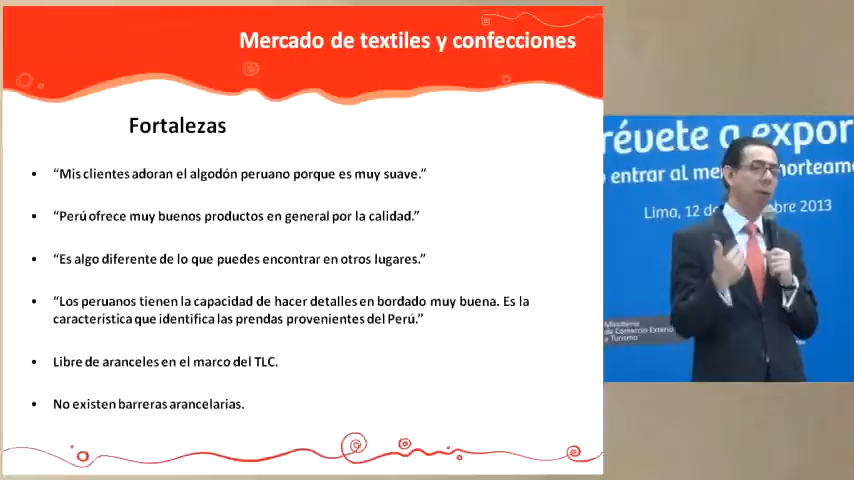 Mercado de textiles y confecciones
Fortalezas
• “Mis clientes adoran el algodón peruano porque es muy suave.”
• “Perú ofrece muy buenos productos en general por la calidad.”
• “Es algo diferente de lo que puedes encontrar en otros lugares.”
• “Los peruanos tienen la capacidad de hacer detalles en bordado muy buena. Es la
característica que identifica las prendas provenientes del Perú.”
• Libre de aranceles en el marco del TLC.
• No existen barreras arancelarias.
révete a expor
entrar al me norteame
Lima, 12 de bre 2013
Ministerio
de Comercio Exterior
y Turismo